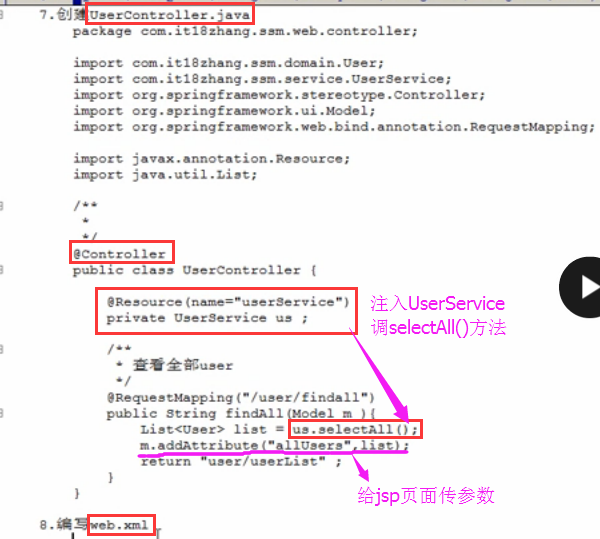 7.创建UserController.java
package com.it18zhang.ssm.web.controller;
import com.it18zhang.ssm.domain.User;
import com.it18zhang.ssm.service.UserService;
import org.springframework.stereotype.Controller;
import org.springframework.ui.Model;
import org.springframework.web.bind.annotation.RequestMapping;
import javax.annotation.Resource;
import java.util.List;
/**
*
*/
@Controller
public class UserController {
@Resource(name="userService")
private UserService us ;
注入UserService
调selectAll()方法
/**
* 查看全部user
*/
@RequestMapping("/user/findall")
public String findAll(Model m ){
List<User> list = us.selectAll();
m.addAttribute("allUsers",list);
return "user/userList" ;
}
}
给jsp页面传参数
8.编写web.xml